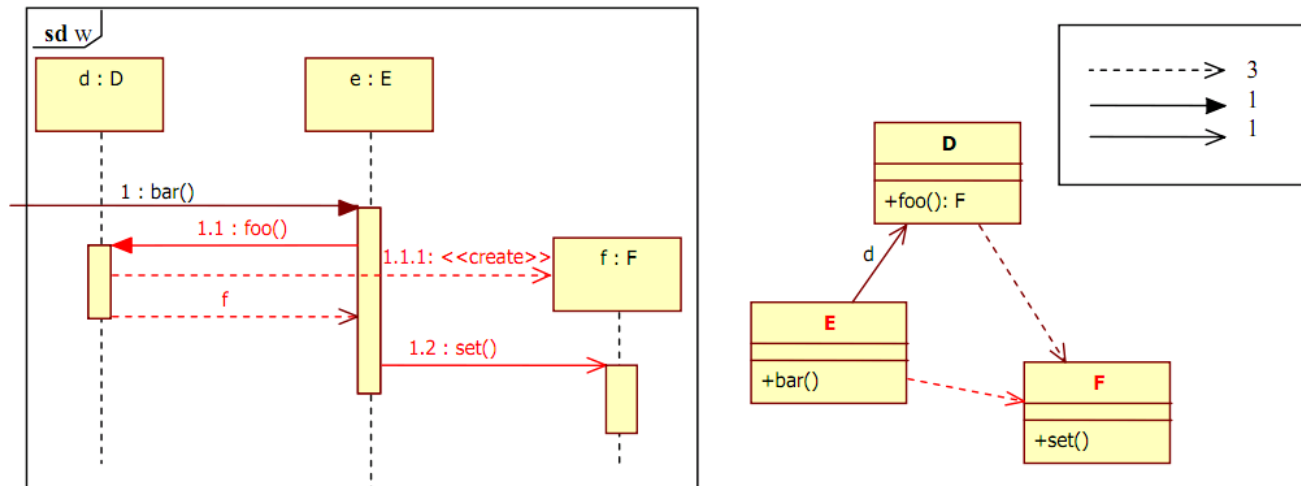 sd w
d : D
e : E
1 : bar()
1.1 : foo()
1.1.1: <<create>>
f : F
f
1.2 : set()
3
1
1
D
+foo(): F
d
E
+bar()
F
+set()